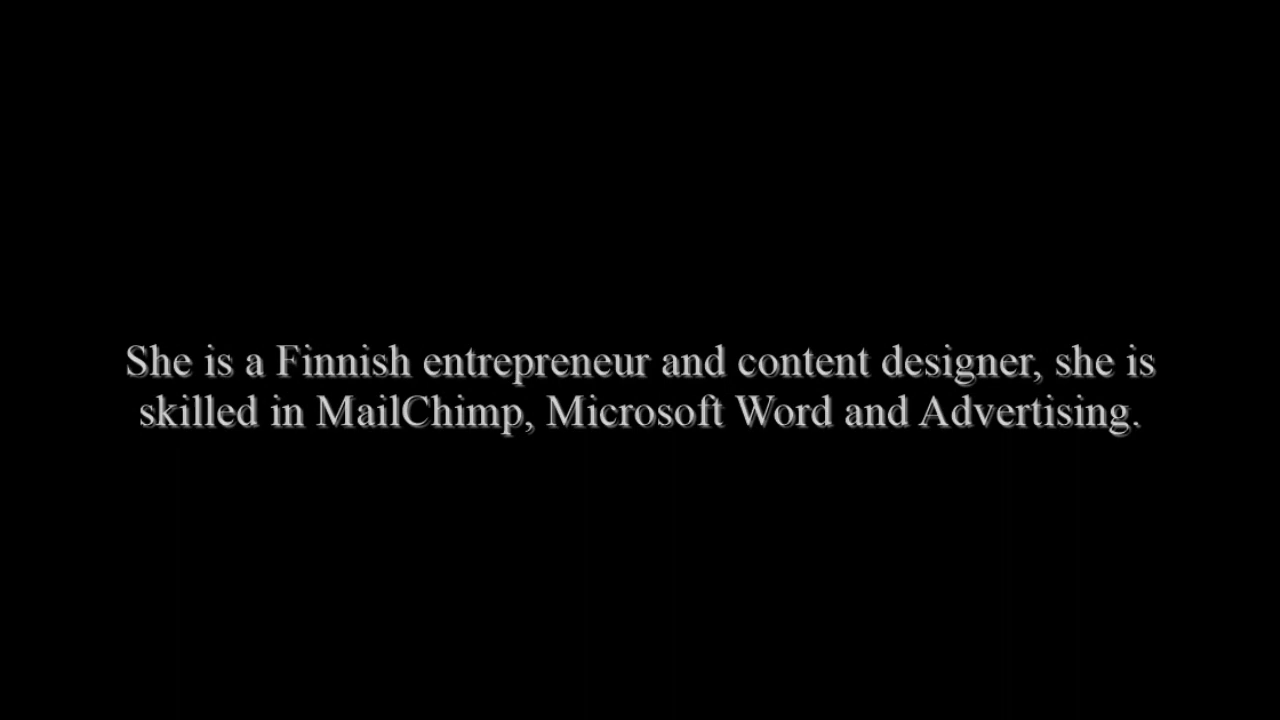 She is a Finnish entrepreneur and content designer, she is
skilled in MailChimp, Microsoft Word and Advertising.